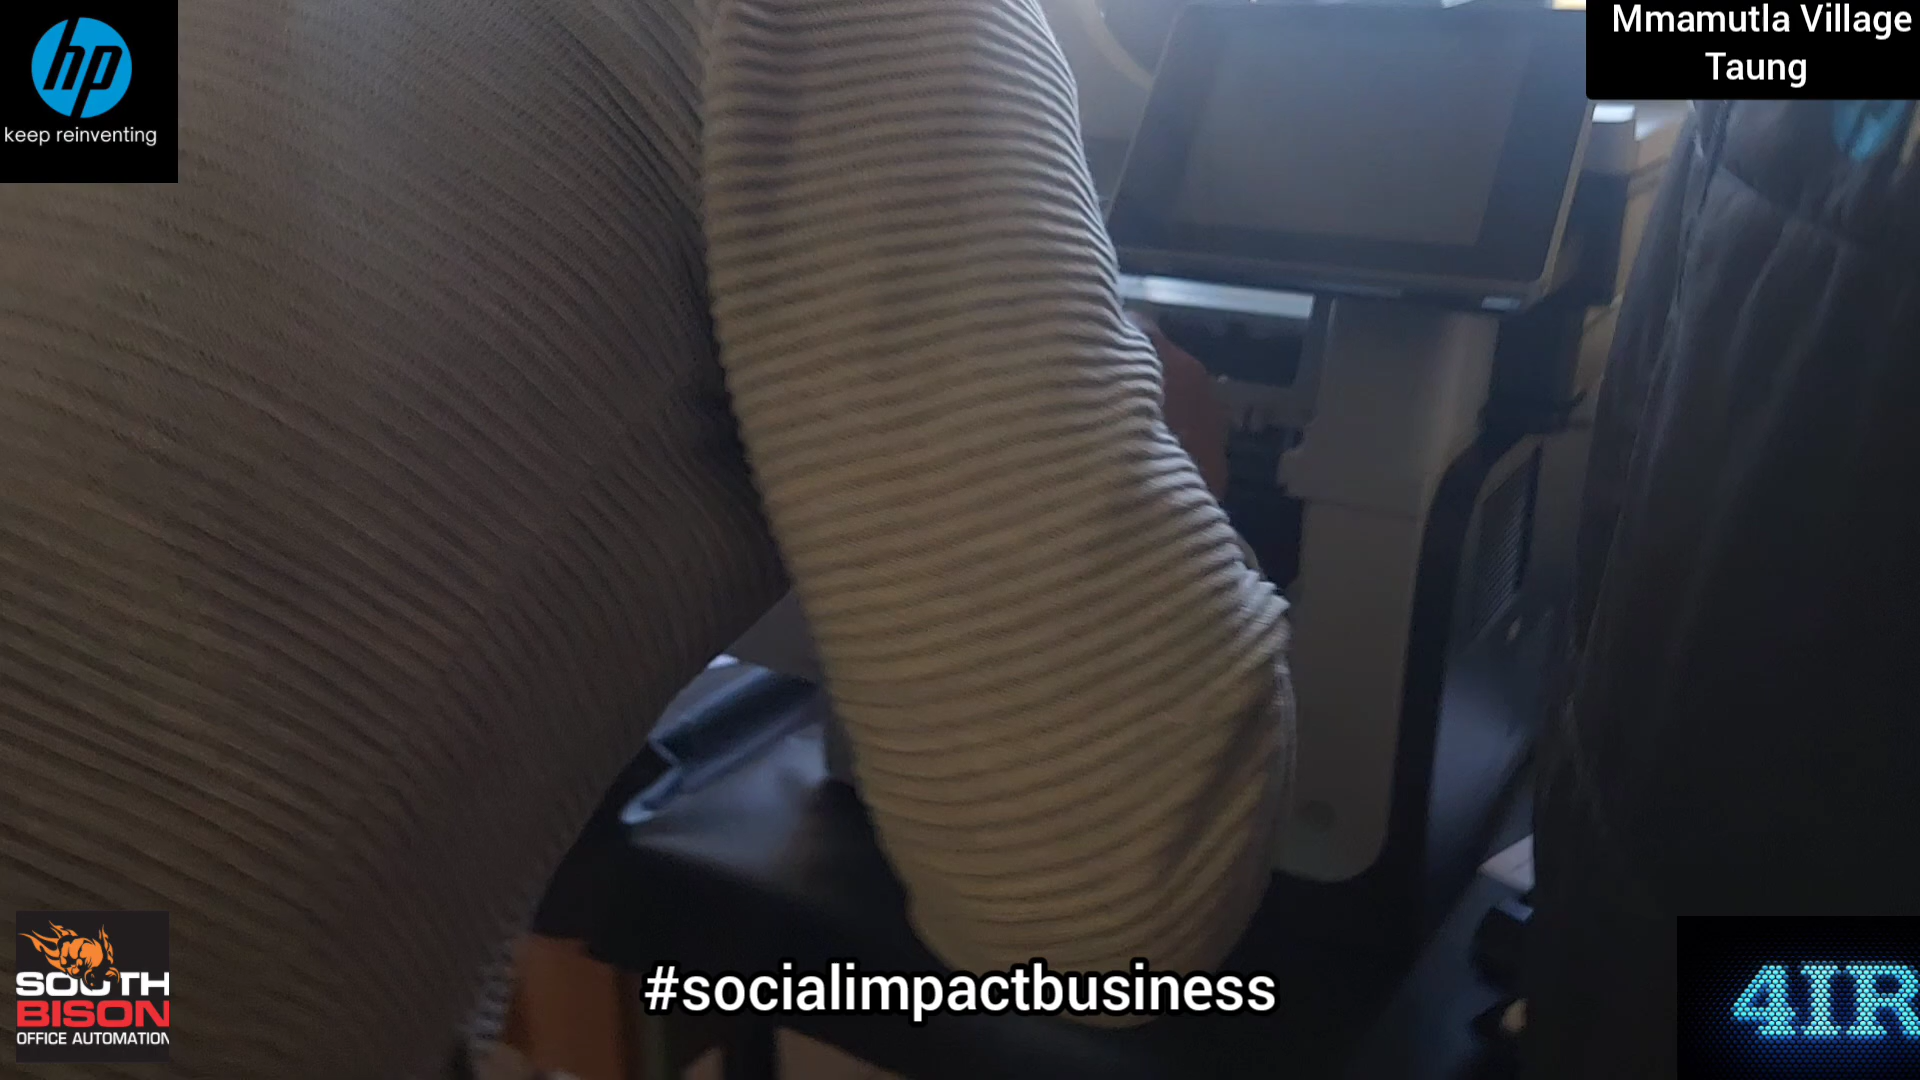 hp
keep reinventing
Mmamutla Village
Taung
#socialimpactbusiness
SOUTH
BISON
OFFICE AUTOMATION
4IR